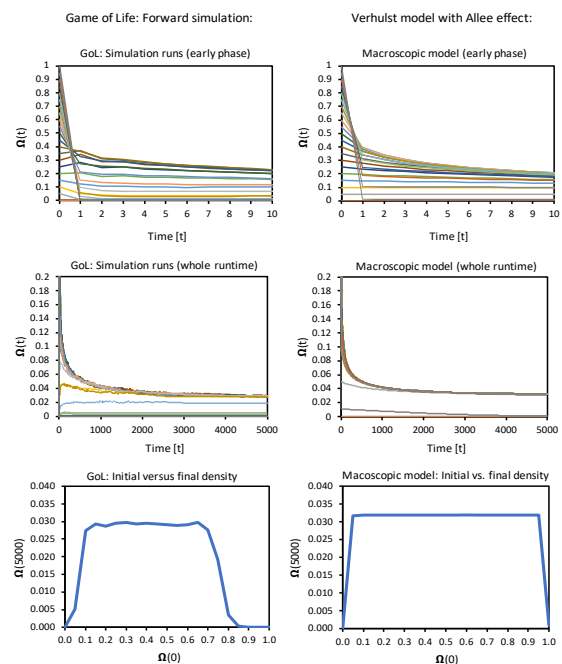 Game of Life: Forward simulation:
Verhulst model with Allee effect:
GoL: Simulation runs (early phase)
1
0.9
0.8
0.7
0.6
0.5
0.4
0.3
0.2
0.1
0
Ω(t)
0 1 2 3 4 5 6 7 8 9 10
Time [t]
Macroscopic model (early phase)
1
0.9
0.8
0.7
0.6
0.5
0.4
0.3
0.2
0.1
0
Ω(t)
0 1 2 3 4 5 6 7 8 9 10
Time [t]
GoL: Simulation runs (whole runtime)
0.2
0.18
0.16
0.14
0.12
0.1
0.08
0.06
0.04
0.02
0
Ω(t)
0 1000 2000 3000 4000 5000
Time [t]
Macroscopic model (whole runtime)
0.2
0.18
0.16
0.14
0.12
0.1
0.08
0.06
0.04
0.02
0
Ω(t)
0 1000 2000 3000 4000 5000
Time [t]
GoL: Initial versus final density
0.040
0.035
0.030
0.025
0.020
0.015
0.010
0.005
0.000
Ω(5000)
0.0 0.1 0.2 0.3 0.4 0.5 0.6 0.7 0.8 0.9 1.0
Ω(0)
Macoscopic model: Initial vs. final density
0.040
0.035
0.030
0.025
0.020
0.015
0.010
0.005
0.000
Ω(5000)
0.0 0.1 0.2 0.3 0.4 0.5 0.6 0.7 0.8 0.9 1.0
Ω(0)